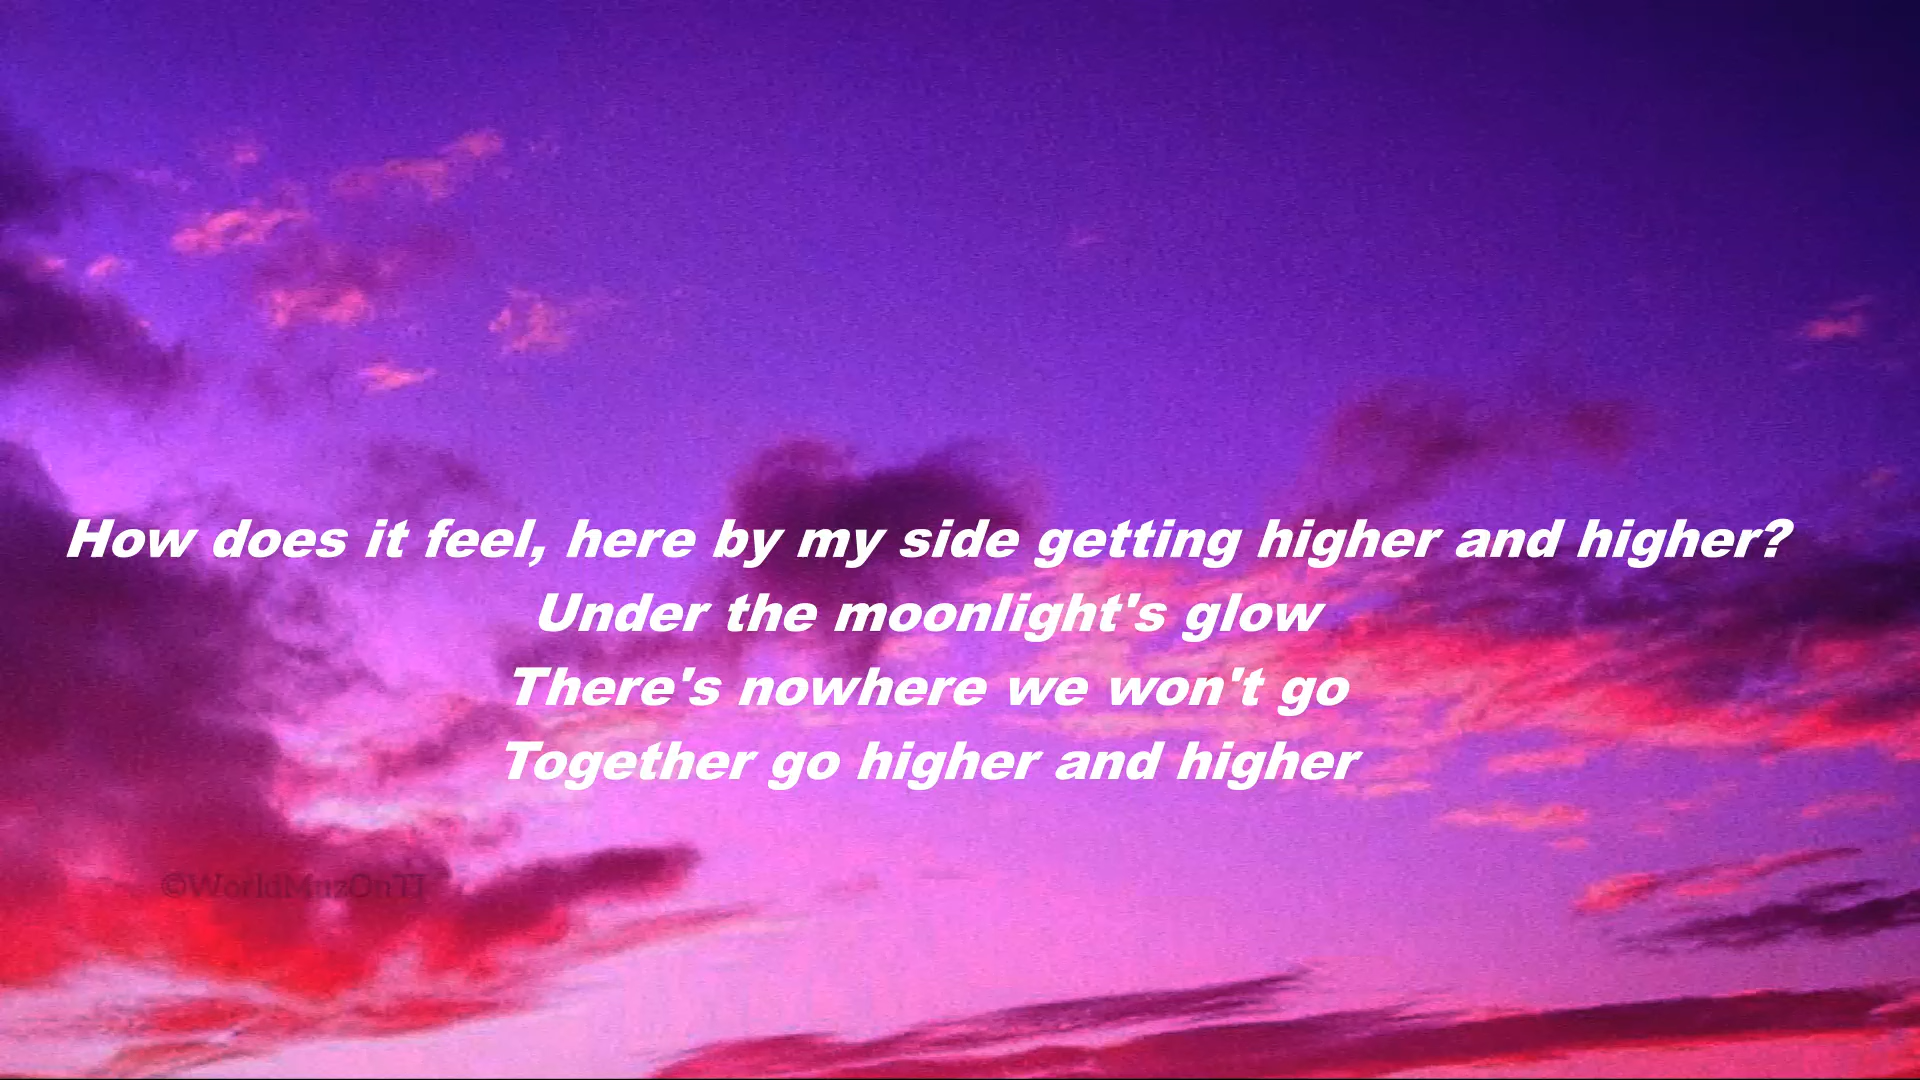 How does it feel, here by my side getting higher and higher?
Under the moonlight's glow
There's nowhere we won't go
Together go higher and higher